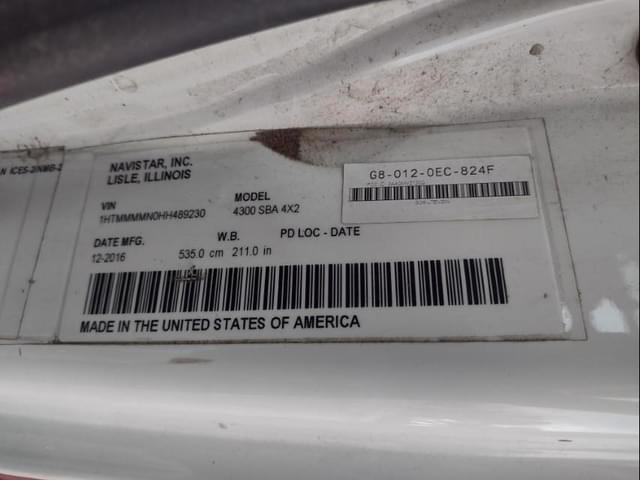 NAVISTAR, INC.
LISLE, ILLINOIS
VIN
1HTMMMMN0HH489230
MODEL
4300 SBA 4X2
G8-012-0EC-824F
DATE MFG.
12-2016
W.B.
535.0 cm 211.0 in
PD LOC - DATE
MADE IN THE UNITED STATES OF AMERICA